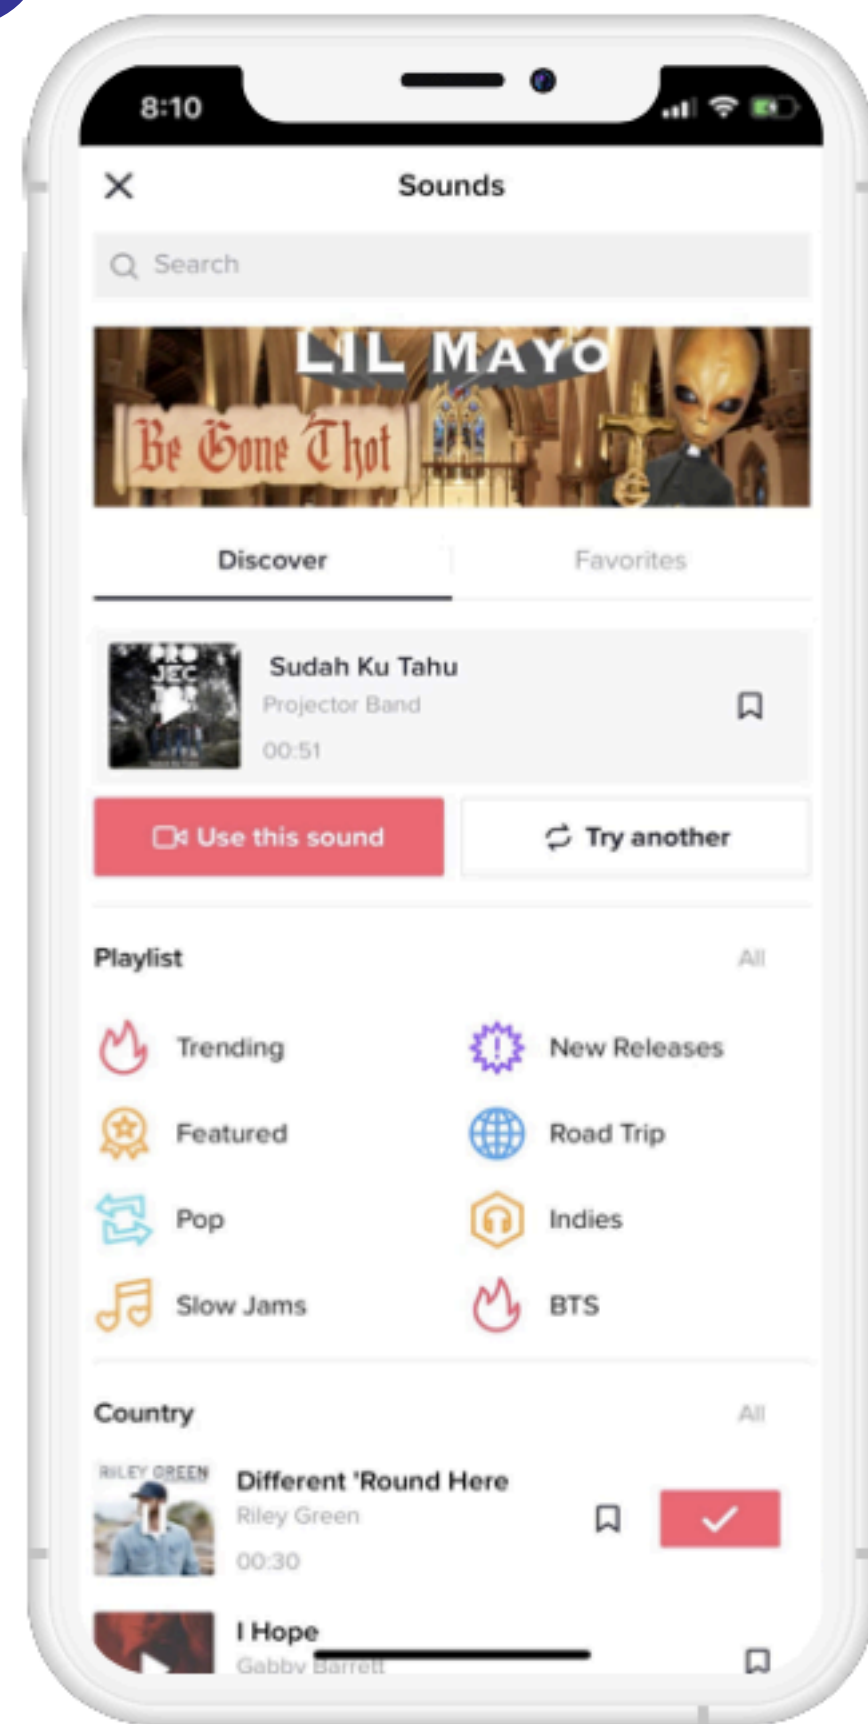 8:10
Sounds
Search
LIL MAYO
Be Gone Thot
Discover
Favorites
PRO
JEC
Sudah Ku Tahu
Projector Band
00:51
Use this sound
Try another
Playlist
All
Trending
New Releases
Featured
Road Trip
Pop
Indies
Slow Jams
BTS
Country
All
RILEY GREEN
Different 'Round Here
Riley Green
00:30
I Hope
Gabby Barrett